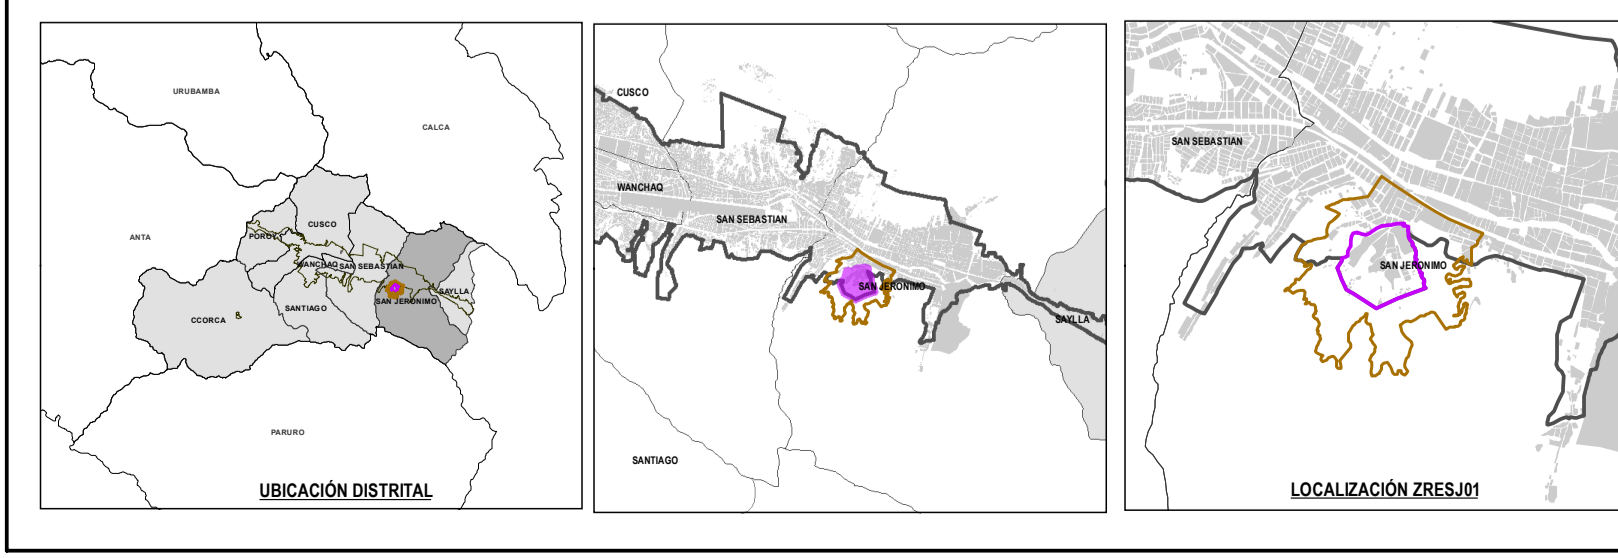 URUBAMBA
CALCA
ANTA
POROY
CUSCO
WANCHAQ
SAN SEBASTIAN
SAYLLA
SAN JERONIMO
SANTIAGO
CCORCA
PARURO
UBICACIÓN DISTRITAL
CUSCO
WANCHAQ
SAN SEBASTIAN
SAN JERONIMO
SAYLLA
SANTIAGO
SAN SEBASTIAN
SAN JERONIMO
LOCALIZACIÓN ZRESJ01